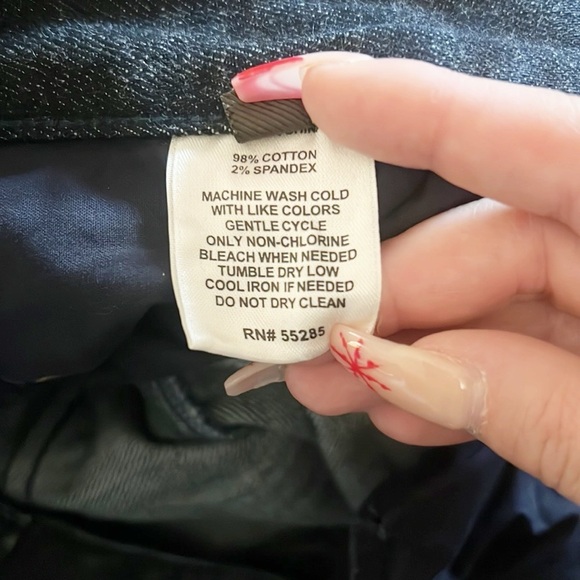 98% COTTON
2% SPANDEX
MACHINE WASH COLD
WITH LIKE COLORS
GENTLE CYCLE
ONLY NON-CHLORINE
BLEACH WHEN NEEDED
TUMBLE DRY LOW
COOL IRON IF NEEDED
DO NOT DRY CLEAN
RN# 55285